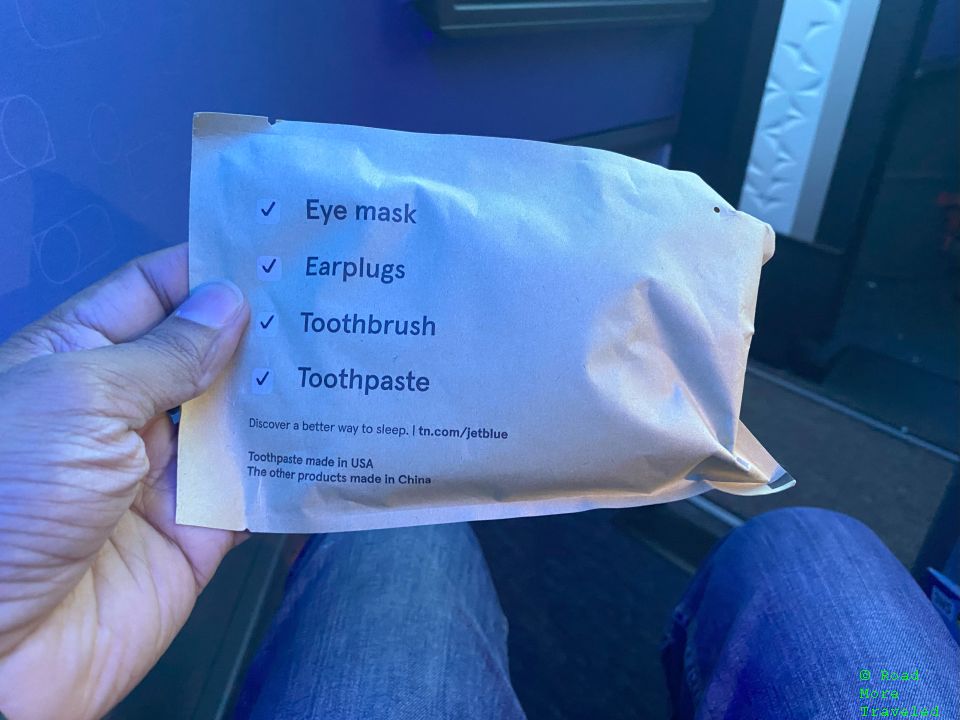 ✓ Eye mask
✓ Earplugs
✓ Toothbrush
✓ Toothpaste
Discover a better way to sleep. | tn.com/jetblue
Toothpaste made in USA
The other products made in China
© Road
More
Traveled